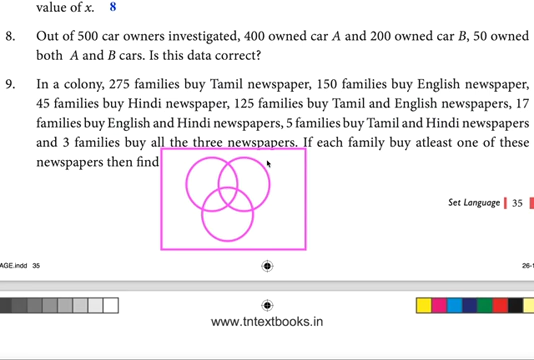 value of x. 8
8. Out of 500 car owners investigated, 400 owned car A and 200 owned car B, 50 owned
both A and B cars. Is this data correct?
9. In a colony, 275 families buy Tamil newspaper, 150 families buy English newspaper,
45 families buy Hindi newspaper, 125 families buy Tamil and English newspapers, 17
families buy English and Hindi newspapers, 5 families buy Tamil and Hindi newspapers
and 3 families buy all the three newspapers. If each family buy atleast one of these
newspapers then find
Set Language 35
AGE.indd 35
26-1
www.tntextbooks.in